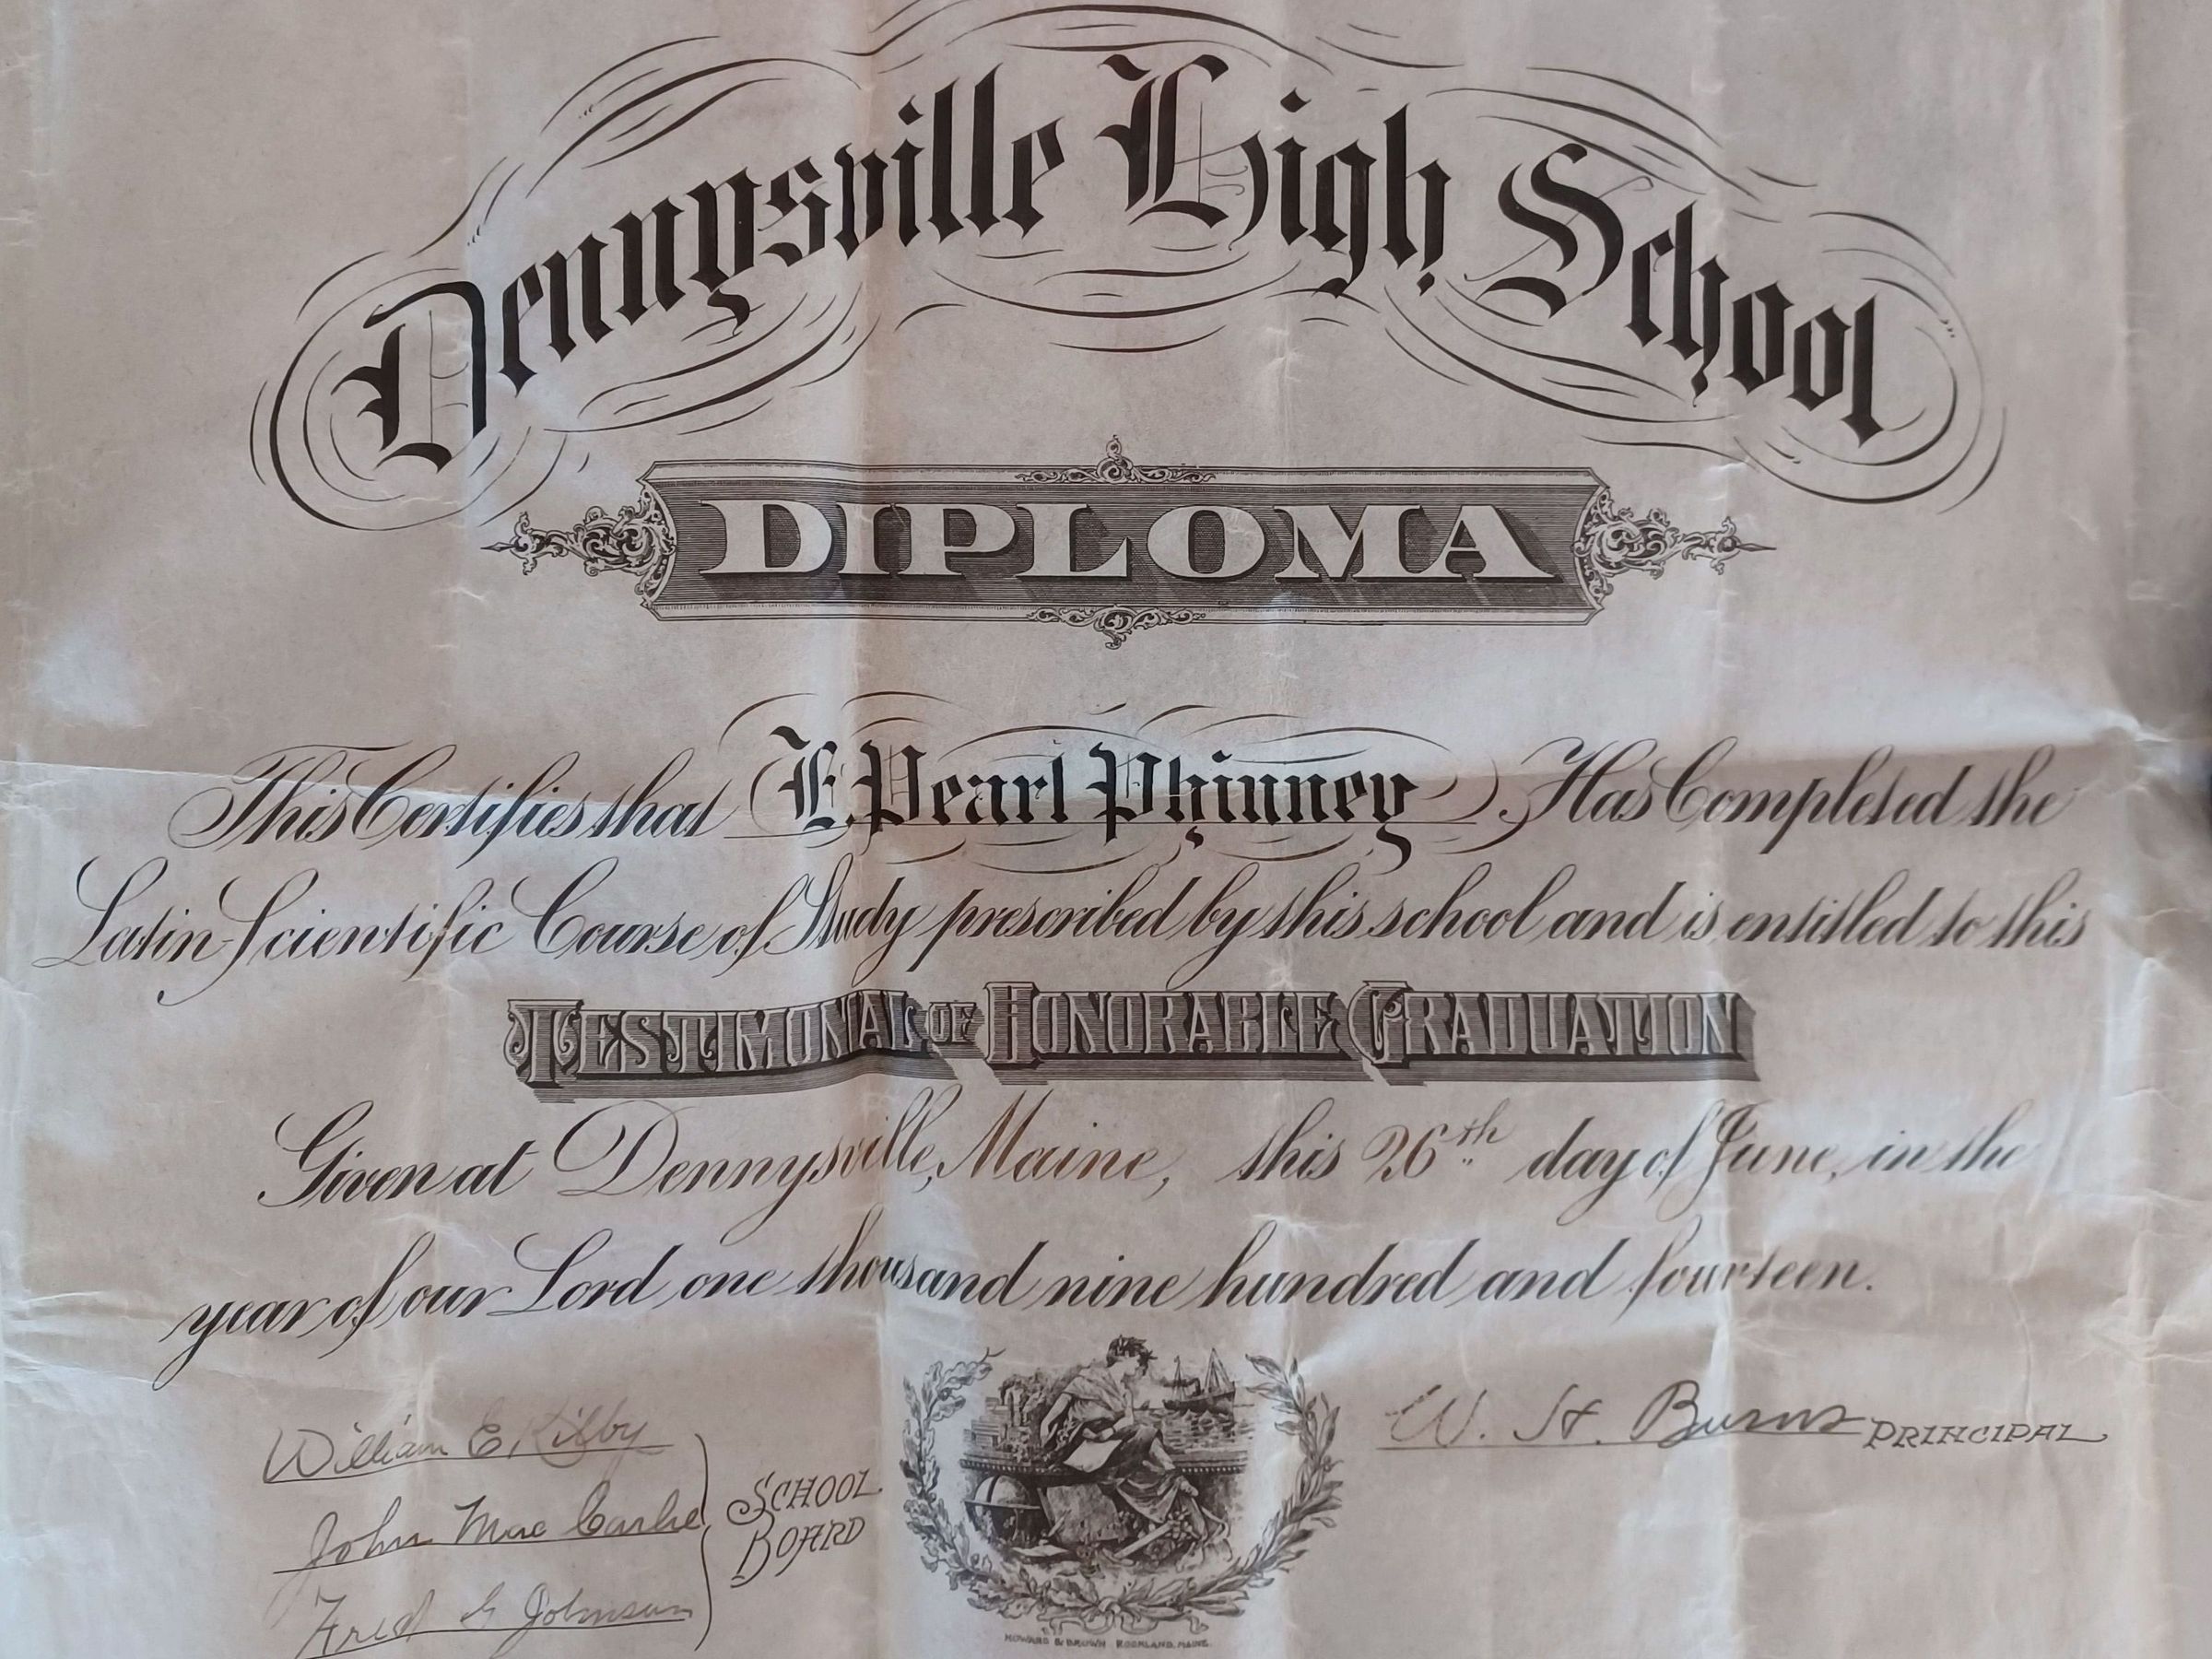 Dennysville High School
DIPLOMA
This Certifies that E. Pearl Phinney Has Completed the
Latin-Scientific Course of Study prescribed by this school and is entitled to this
TESTIMONAL OF HONORABLE GRADUATION
Given at Dennysville, Maine, this 26th day of June, in the
year of our Lord one thousand nine hundred and fourteen.
William E Kilby
John Mac
Fred G Johnson
SCHOOL
BOARD
W. H. Burns PRINCIPAL
HOWARD & BROWN ROCKLAND, MAINE.